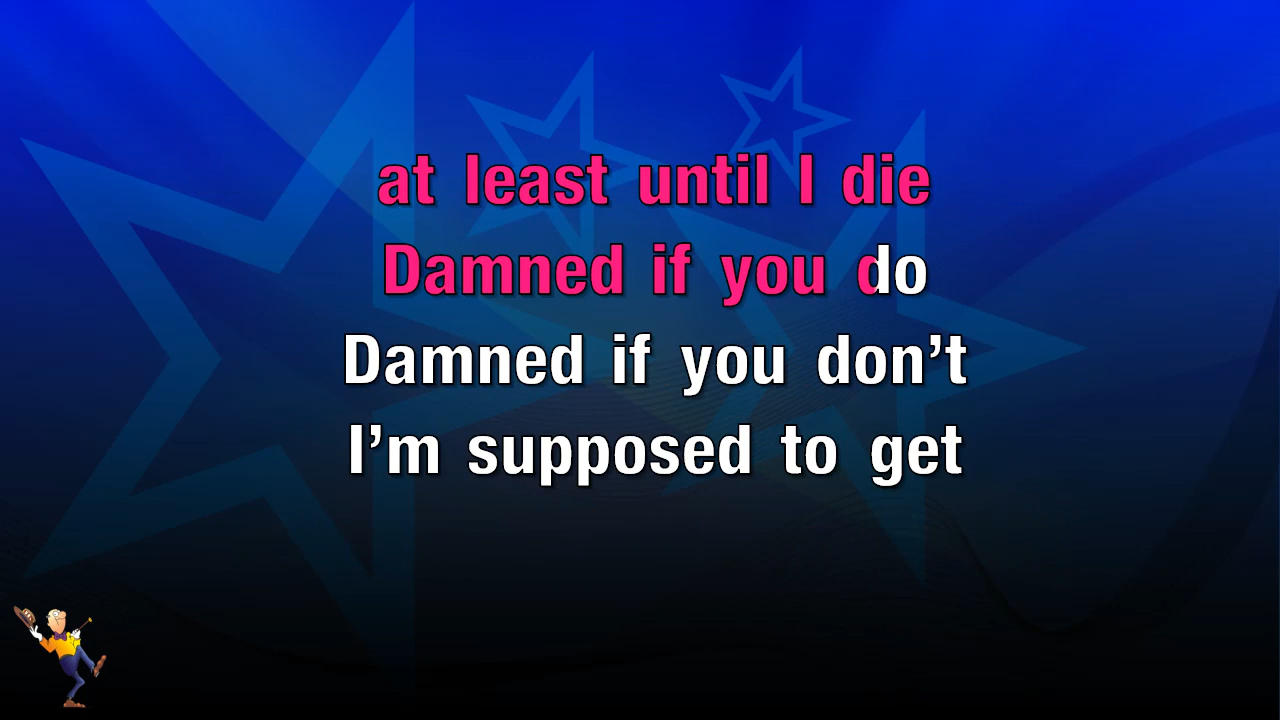 at least until I die
Damned if you do
Damned if you don’t
I’m supposed to get